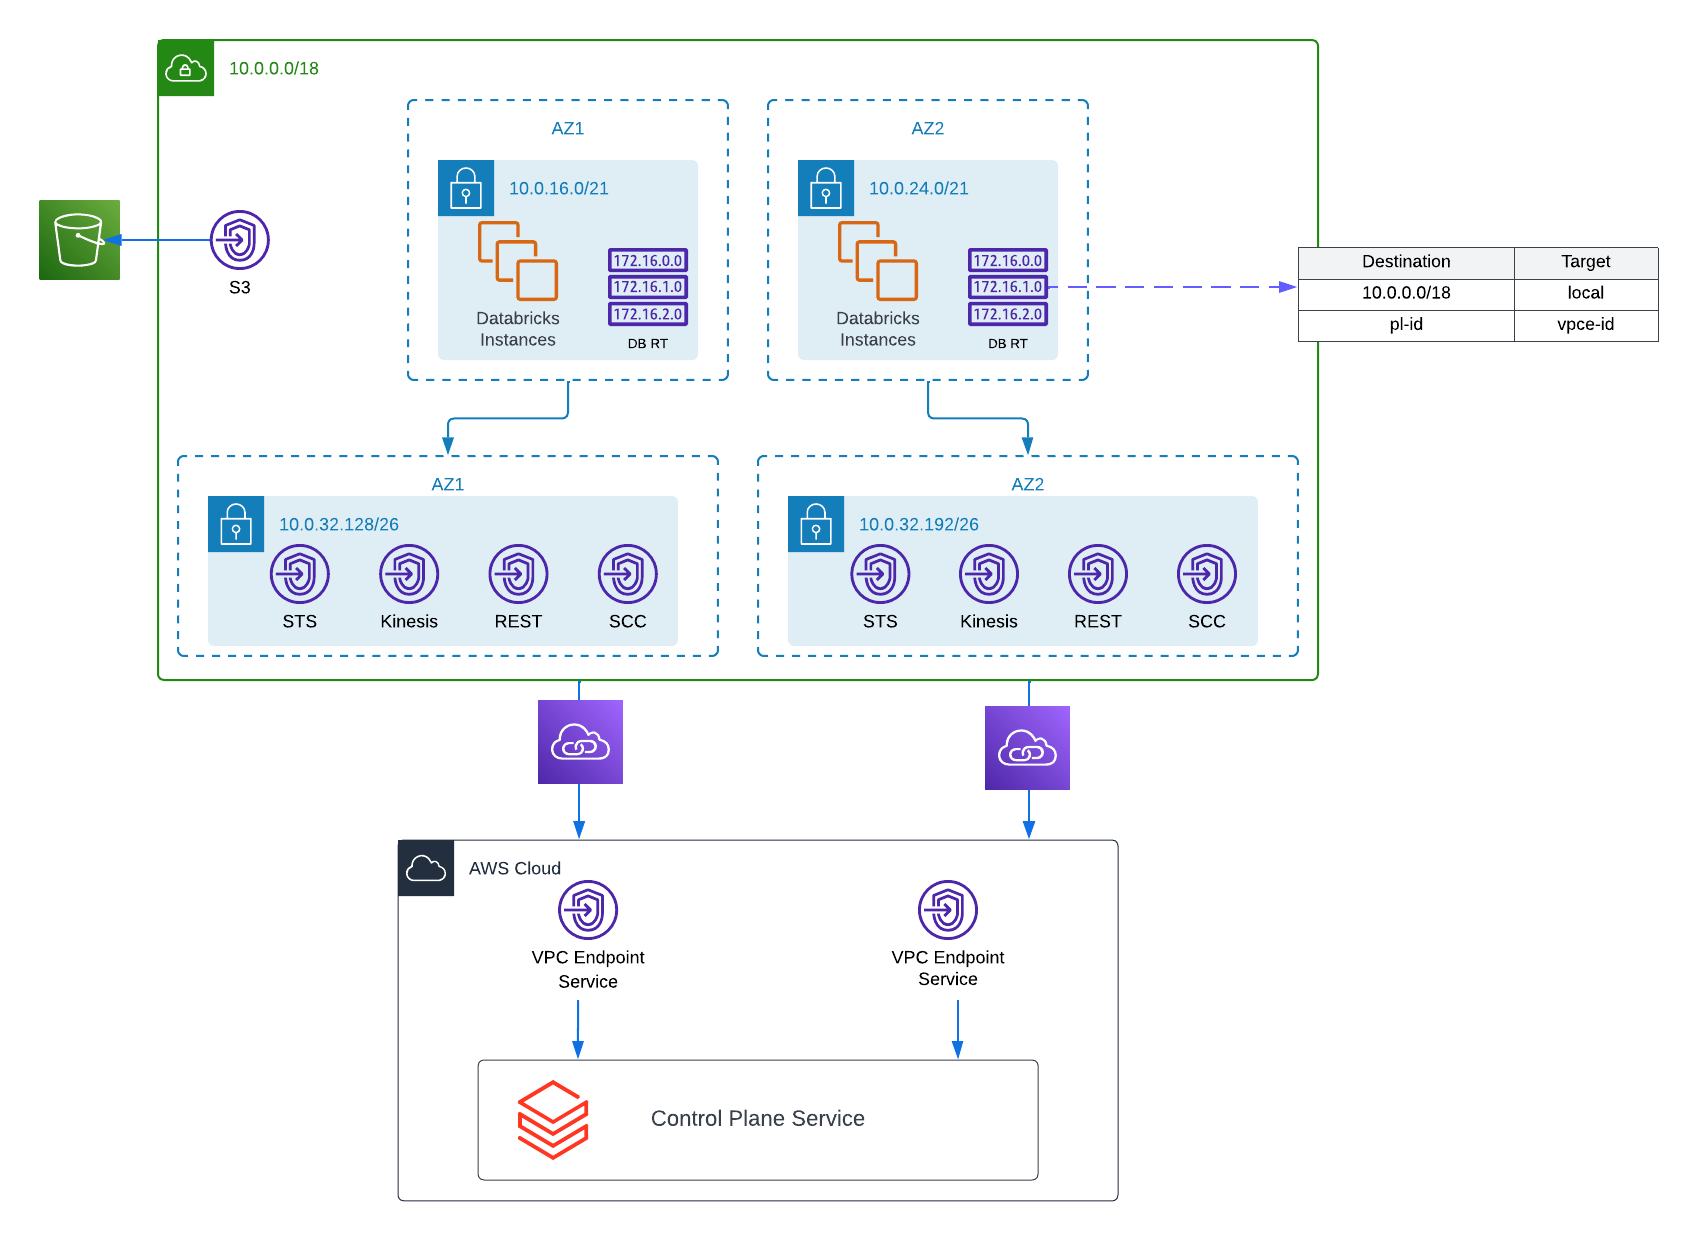 10.0.0.0/18
AZ1
AZ2
10.0.16.0/21
10.0.24.0/21
S3
172.16.0.0
172.16.1.0
172.16.2.0
Databricks
Instances
DB RT
172.16.0.0
172.16.1.0
172.16.2.0
Databricks
Instances
DB RT
Destination Target
10.0.0.0/18 local
pl-id vpce-id
AZ1
10.0.32.128/26
STS Kinesis REST SCC
AZ2
10.0.32.192/26
STS Kinesis REST SCC
AWS Cloud
VPC Endpoint
Service
VPC Endpoint
Service
Control Plane Service